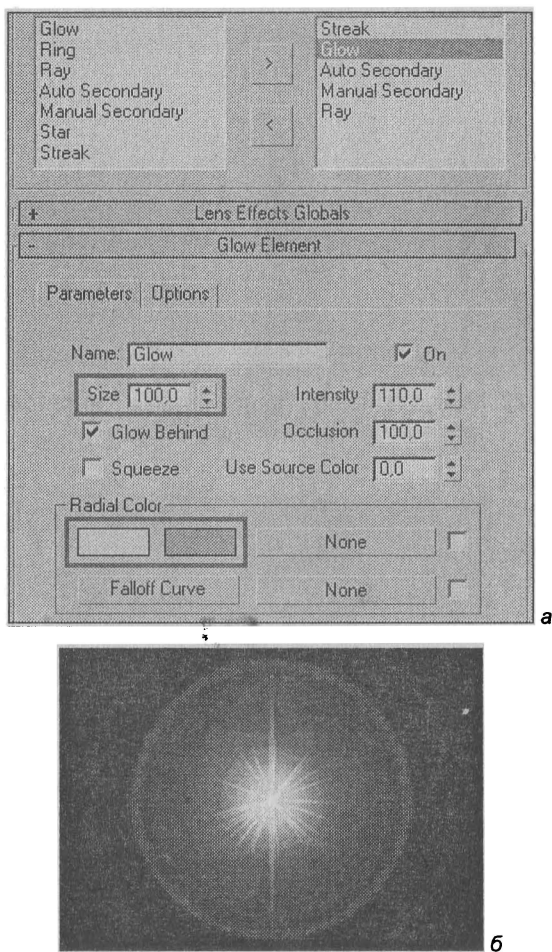 Glow
Ring
Ray
Auto Secondary
Manual Secondary
Star
Streak
>
<
Streak
Glow
Auto Secondary
Manual Secondary
Ray
+ Lens Effects Globals
- Glow Element
Parameters Options
Name: Glow On
Size 100,0 Intensity 110,0
Glow Behind Occlusion 100,0
Squeeze Use Source Color 0,0
Radial Color
None
Falloff Curve None
а
б